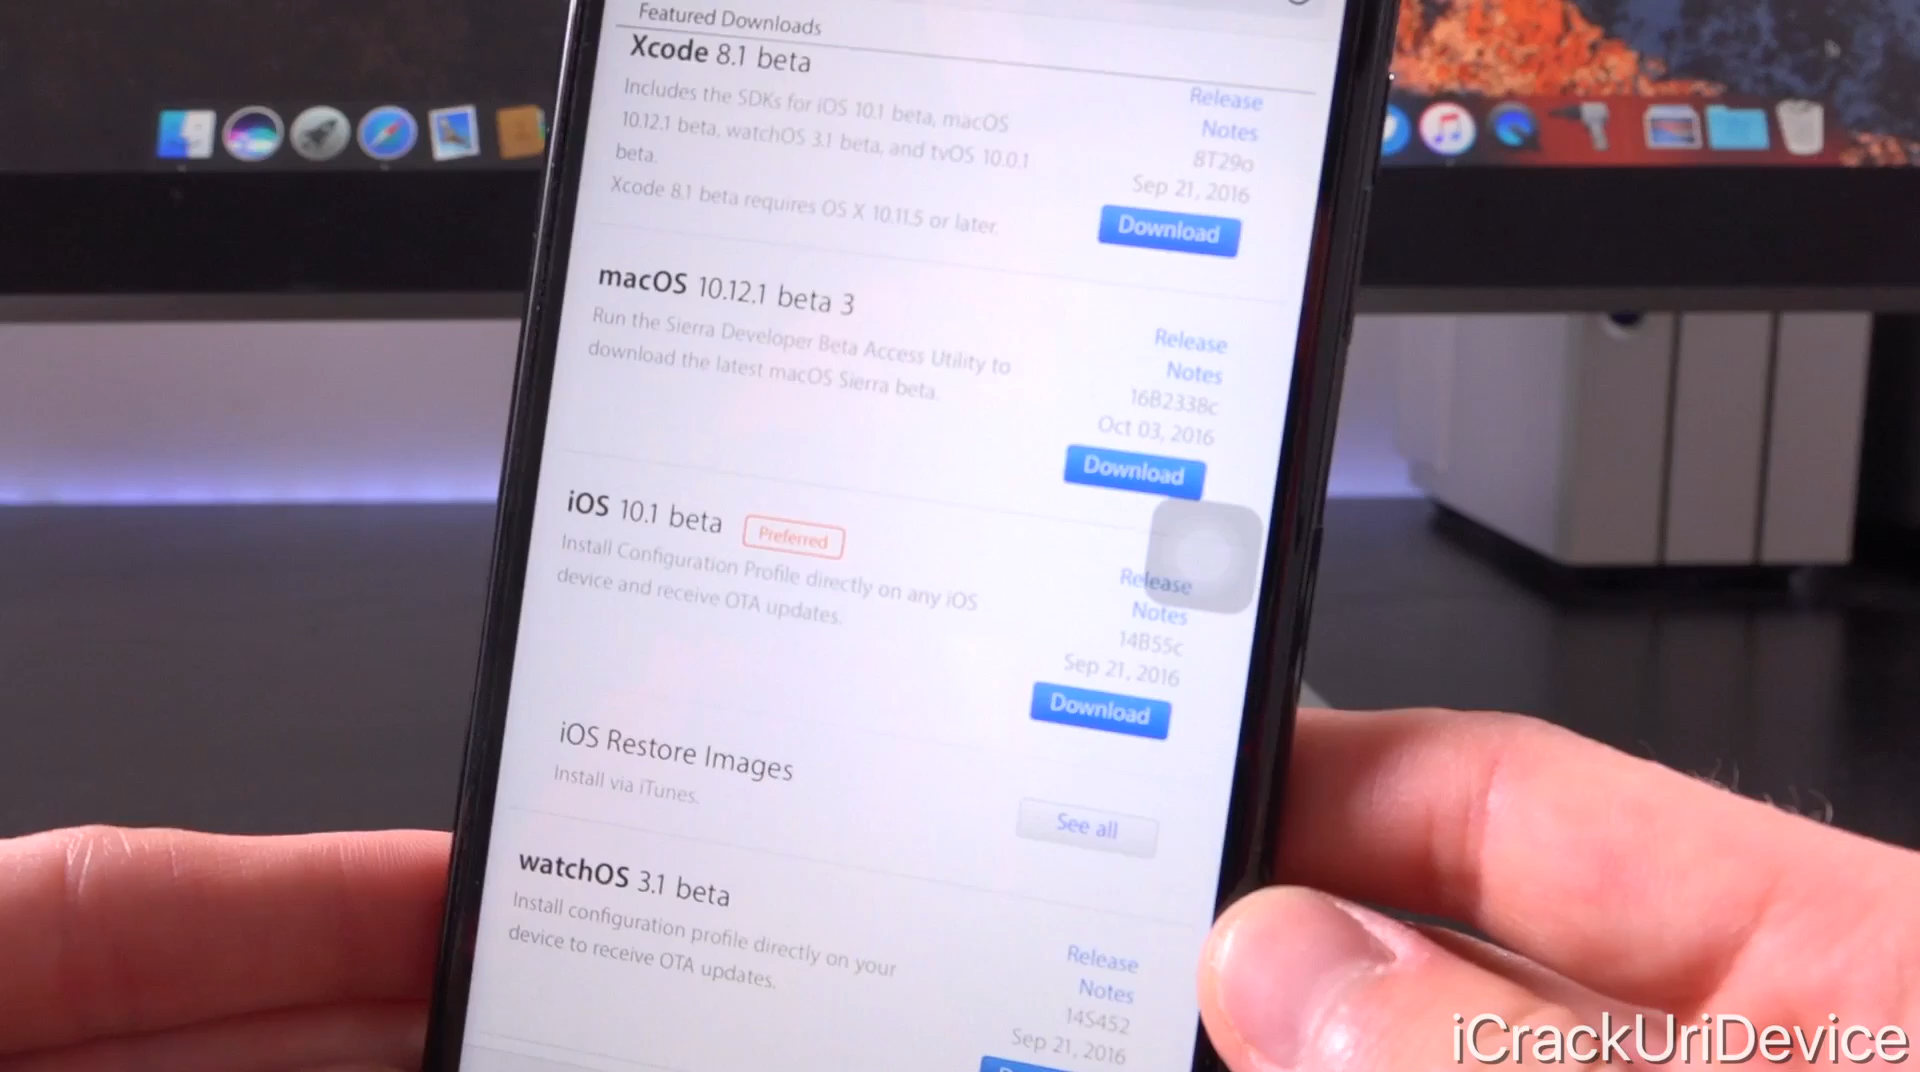 Featured Downloads
Xcode 8.1 beta
Includes the SDKs for iOS 10.1 beta, macOS
10.12.1 beta, watchOS 3.1 beta, and tvOS 10.0.1
beta.
Xcode 8.1 beta requires OS X 10.11.5 or later.
Release
Notes
8T29o
Sep 21, 2016
Download
macOS 10.12.1 beta 3
Run the Sierra Developer Beta Access Utility to
download the latest macOS Sierra beta.
Release
Notes
16B2338c
Oct 03, 2016
Download
iOS 10.1 beta Preferred
Install Configuration Profile directly on any iOS
device and receive OTA updates.
Release
Notes
14B55c
Sep 21, 2016
Download
iOS Restore Images
Install via iTunes.
See all
watchOS 3.1 beta
Install configuration profile directly on your
device to receive OTA updates.
Release
Notes
14S452
Sep 21, 2016
iCrackUriDevice